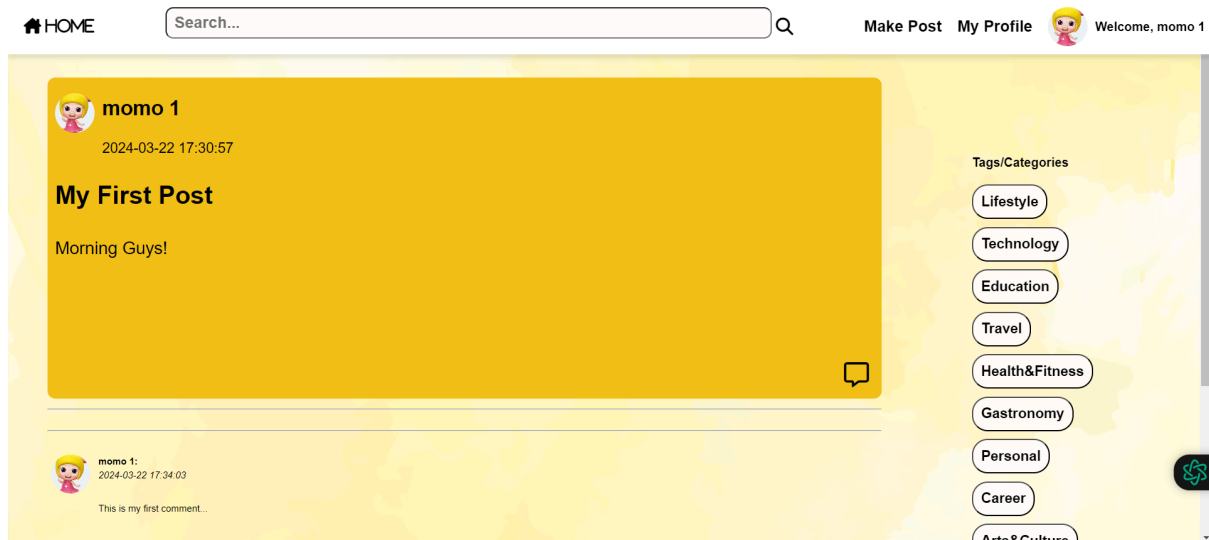 HOME
Search...
Make Post
My Profile
Welcome, momo 1
momo 1
2024-03-22 17:30:57
My First Post
Morning Guys!
momo 1:
2024-03-22 17:34:03
This is my first comment...
Tags/Categories
Lifestyle
Technology
Education
Travel
Health&Fitness
Gastronomy
Personal
Career
Arts&Culture